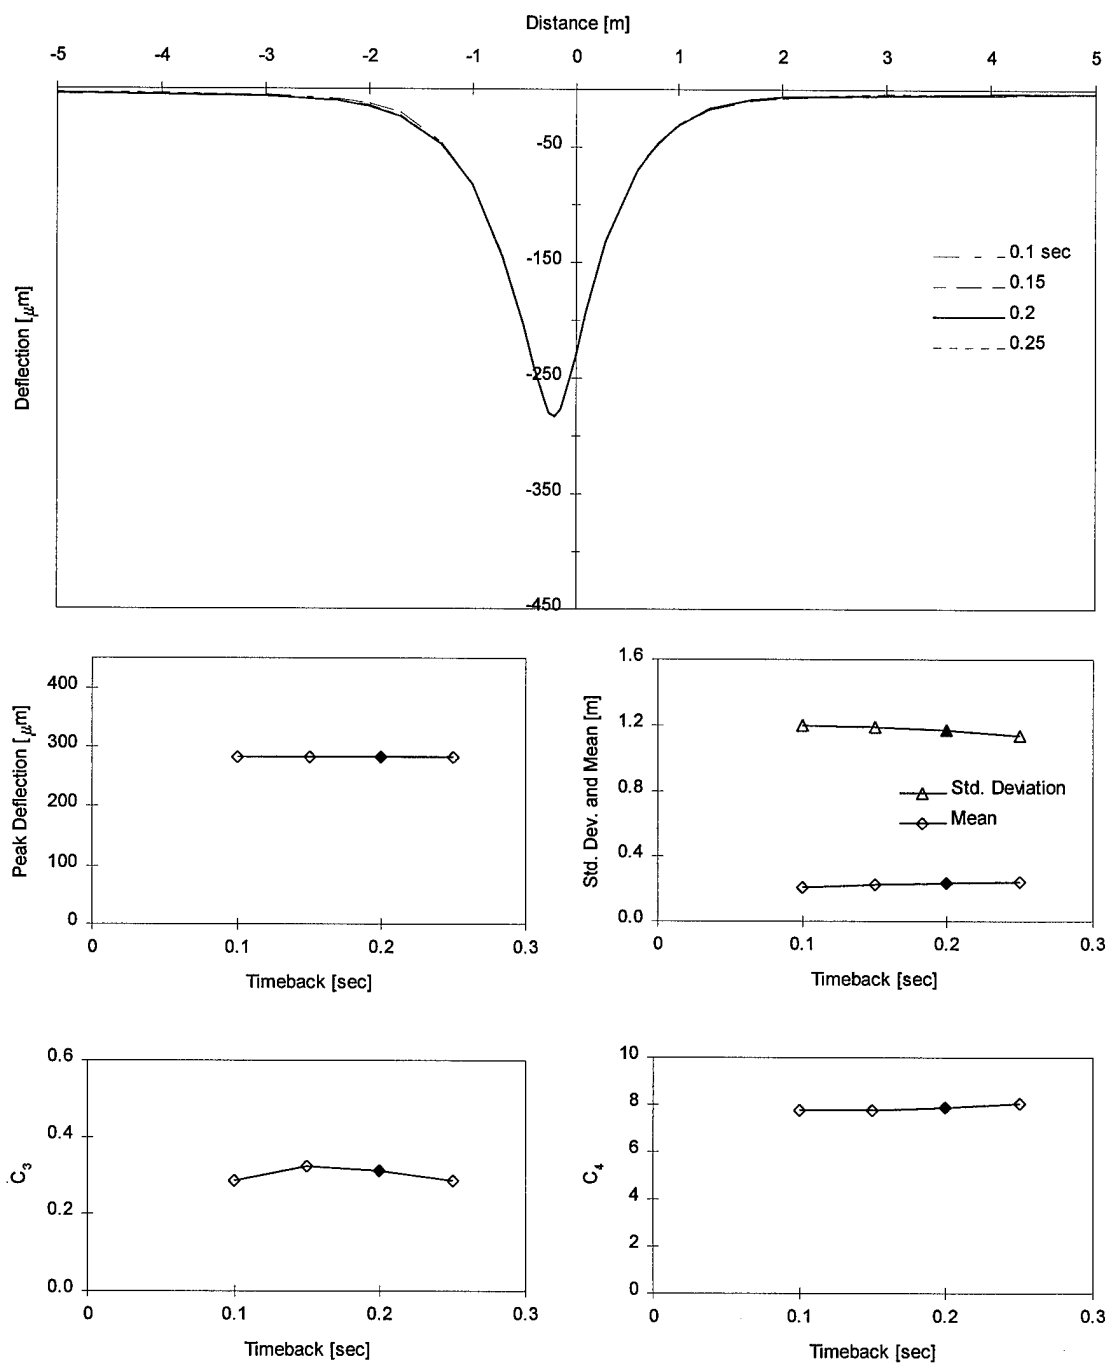 Distance [m]
-5 -4 -3 -2 -1 0 1 2 3 4 5
-50
-150
-250
-350
-450
Deflection [μm]
0.1 sec
0.15
0.2
0.25
400
300
200
100
0
Peak Deflection [μm]
0 0.1 0.2 0.3
Timeback [sec]
1.6
1.2
0.8
0.4
0.0
Std. Dev. and Mean [m]
Std. Deviation
Mean
0 0.1 0.2 0.3
Timeback [sec]
0.6
0.4
0.2
0.0
C₃
0 0.1 0.2 0.3
Timeback [sec]
10
8
6
4
2
0
C₄
0 0.1 0.2 0.3
Timeback [sec]